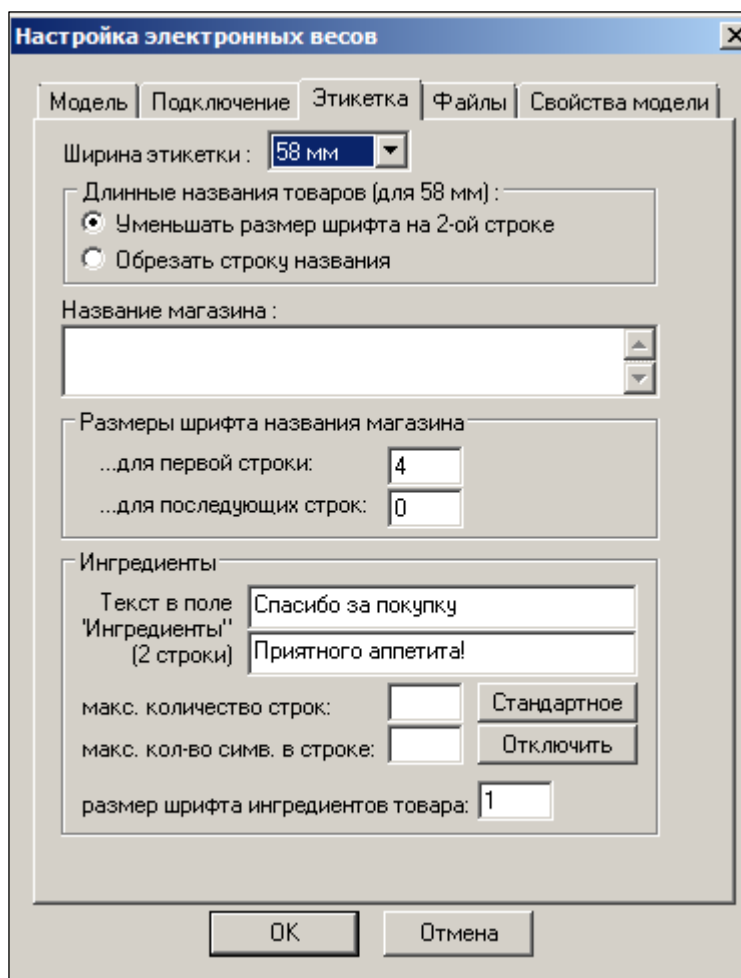 Настройка электронных весов
Модель Подключение Этикетка Файлы Свойства модели
Ширина этикетки : 58 мм
Длинные названия товаров (для 58 мм) :
Уменьшать размер шрифта на 2-ой строке
Обрезать строку названия
Название магазина :
Размеры шрифта названия магазина
...для первой строки: 4
...для последующих строк: 0
Ингредиенты
Текст в поле
'Ингредиенты"
(2 строки)
Спасибо за покупку
Приятного аппетита!
макс. количество строк: Стандартное
макс. кол-во симв. в строке: Отключить
размер шрифта ингредиентов товара: 1
OK Отмена